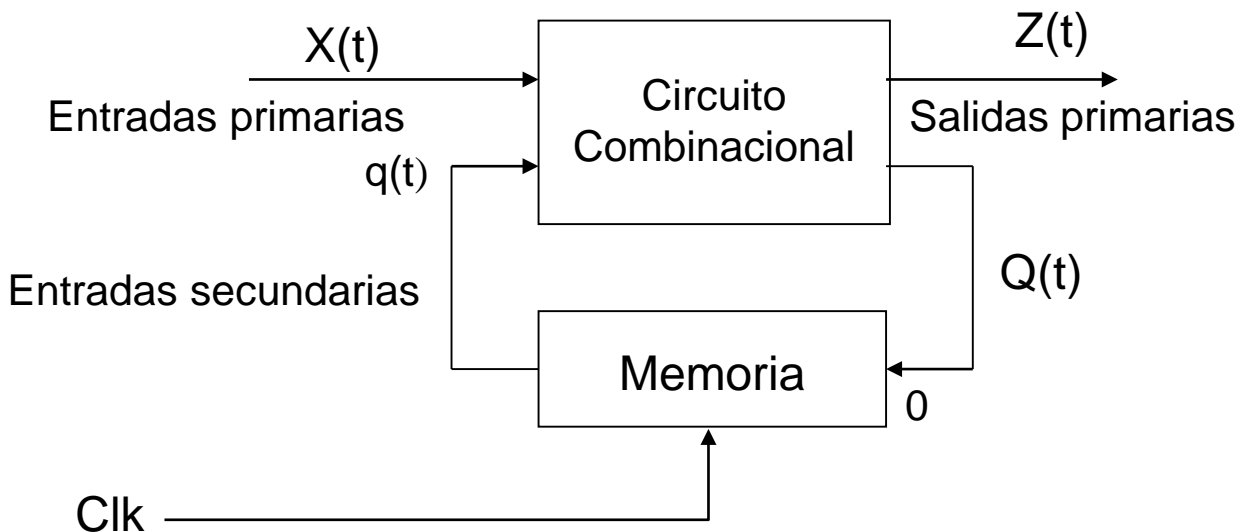 X(t)
Entradas primarias
q(t)
Circuito
Combinacional
Z(t)
Salidas primarias
Entradas secundarias
Q(t)
Memoria
0
Clk